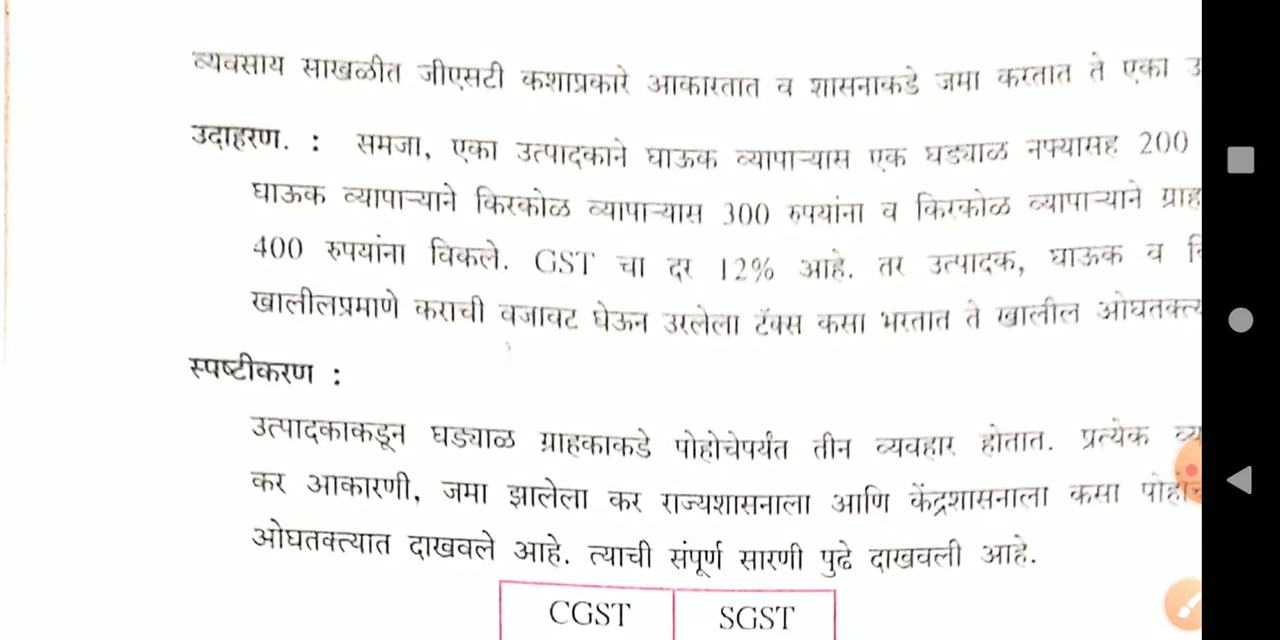 व्यवसाय साखळीत जीएसटी कशाप्रकारे आकारतात व शासनाकडे जमा करतात ते एका
उदाहरण. : समजा, एका उत्पादकाने घाऊक व्यापाऱ्यास एक घड्याळ नफ्यासह 200
घाऊक व्यापाऱ्याने किरकोळ व्यापाऱ्यास 300 रुपयांना व किरकोळ व्यापाऱ्याने
400 रुपयांना विकले. GST चा दर 12% आहे. तर उत्पादक, घाऊक व
खालीलप्रमाणे कराची वजावट घेऊन उरलेला टॅक्स कसा भरतात ते खालील
स्पष्टीकरण :
उत्पादकाकडून घड्याळ ग्राहकाकडे पोहोचेपर्यंत तीन व्यवहार होतात. प्रत्येक
कर आकारणी, जमा झालेला कर राज्यशासनाला आणि केंद्रशासनाला कसा
ओघतक्त्यात दाखवले आहे. त्याची संपूर्ण सारणी पुढे दाखवली आहे.
CGST SGST